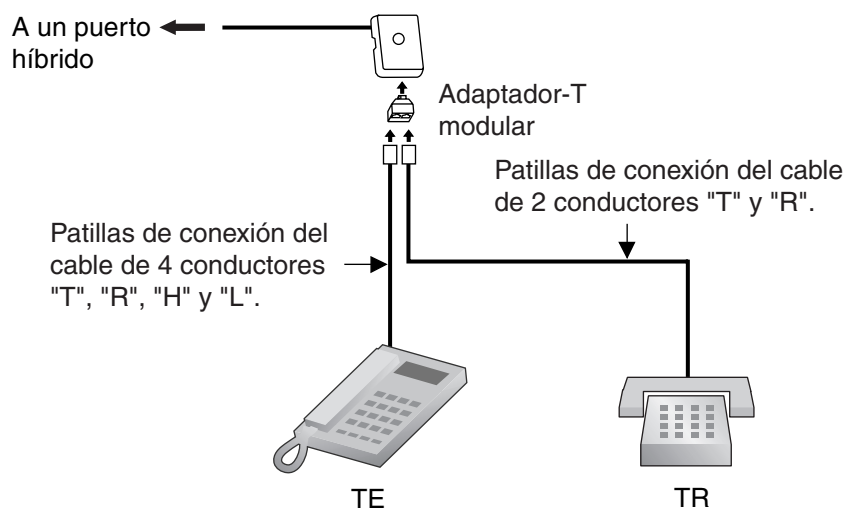 A un puerto
híbrido
Adaptador-T
modular
Patillas de conexión del cable
de 2 conductores "T" y "R".
Patillas de conexión del
cable de 4 conductores
"T", "R", "H" y "L".
TE
TR